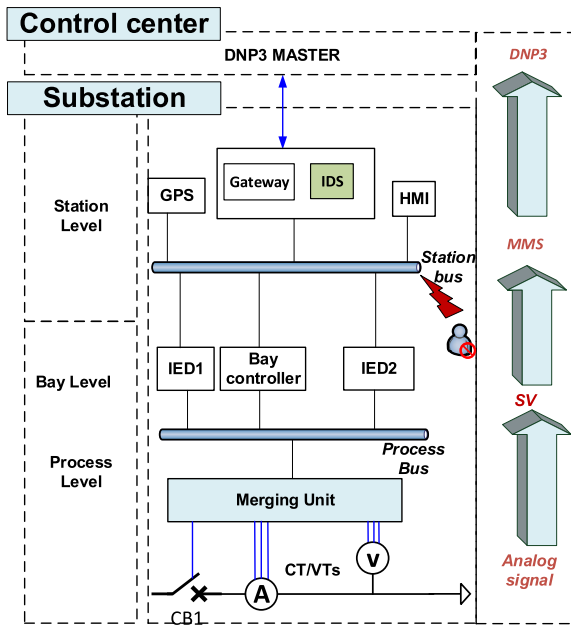 Control center
DNP3 MASTER
DNP3
Substation
Gateway
IDS
GPS
HMI
Station
Level
Station
bus
MMS
IED1
Bay
controller
IED2
Bay Level
SV
Process
Bus
Process
Level
Merging Unit
V
CT/VTs
A
Analog
signal
CB1